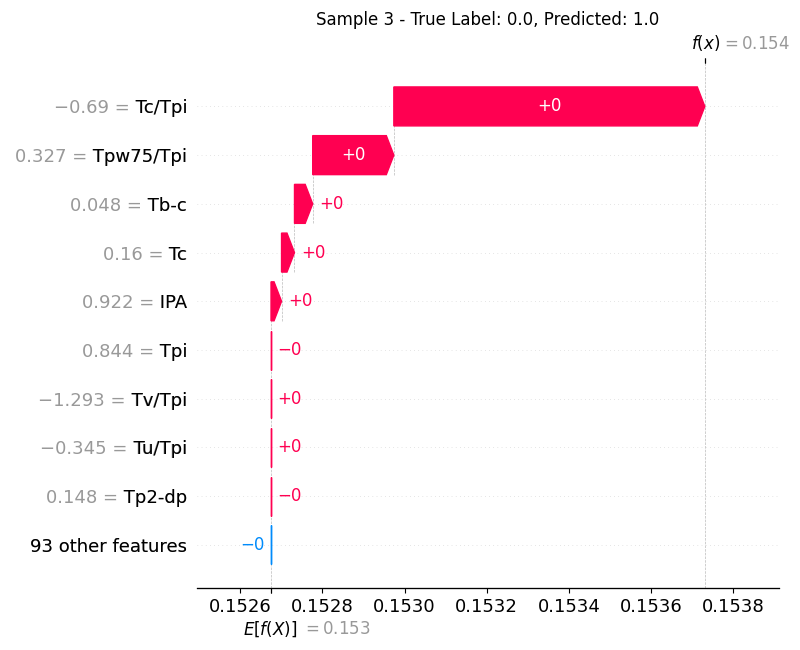 Sample 3 - True Label: 0.0, Predicted: 1.0
f(x) = 0.154
−0.69 = Tc/Tpi
+0
0.327 = Tpw75/Tpi
+0
0.048 = Tb-c
+0
0.16 = Tc
+0
0.922 = IPA
+0
0.844 = Tpi
−0
−1.293 = Tv/Tpi
+0
−0.345 = Tu/Tpi
+0
0.148 = Tp2-dp
−0
93 other features
−0
0.1526 0.1528 0.1530 0.1532 0.1534 0.1536 0.1538
E[f(X)] = 0.153